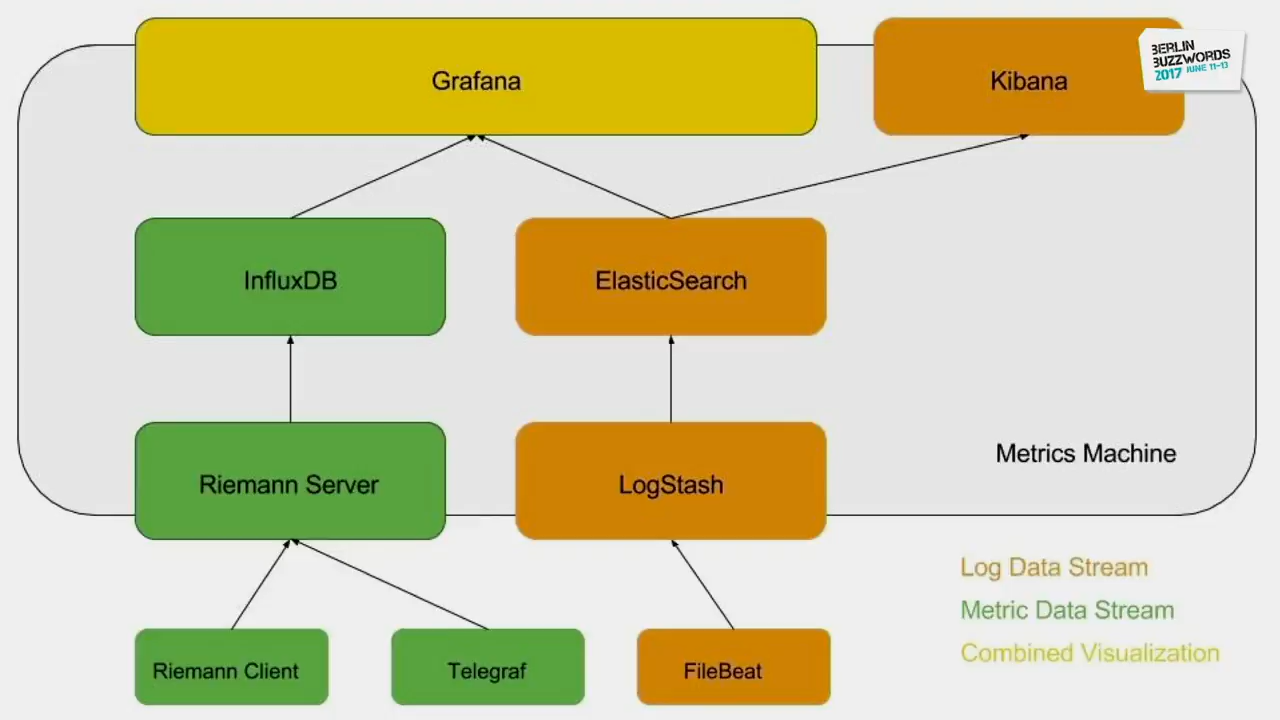 Grafana
Kibana
BERLIN
BUZZWORDS
2017 JUNE 11-13
InfluxDB
ElasticSearch
Metrics Machine
Riemann Server
LogStash
Log Data Stream
Metric Data Stream
Combined Visualization
Riemann Client
Telegraf
FileBeat